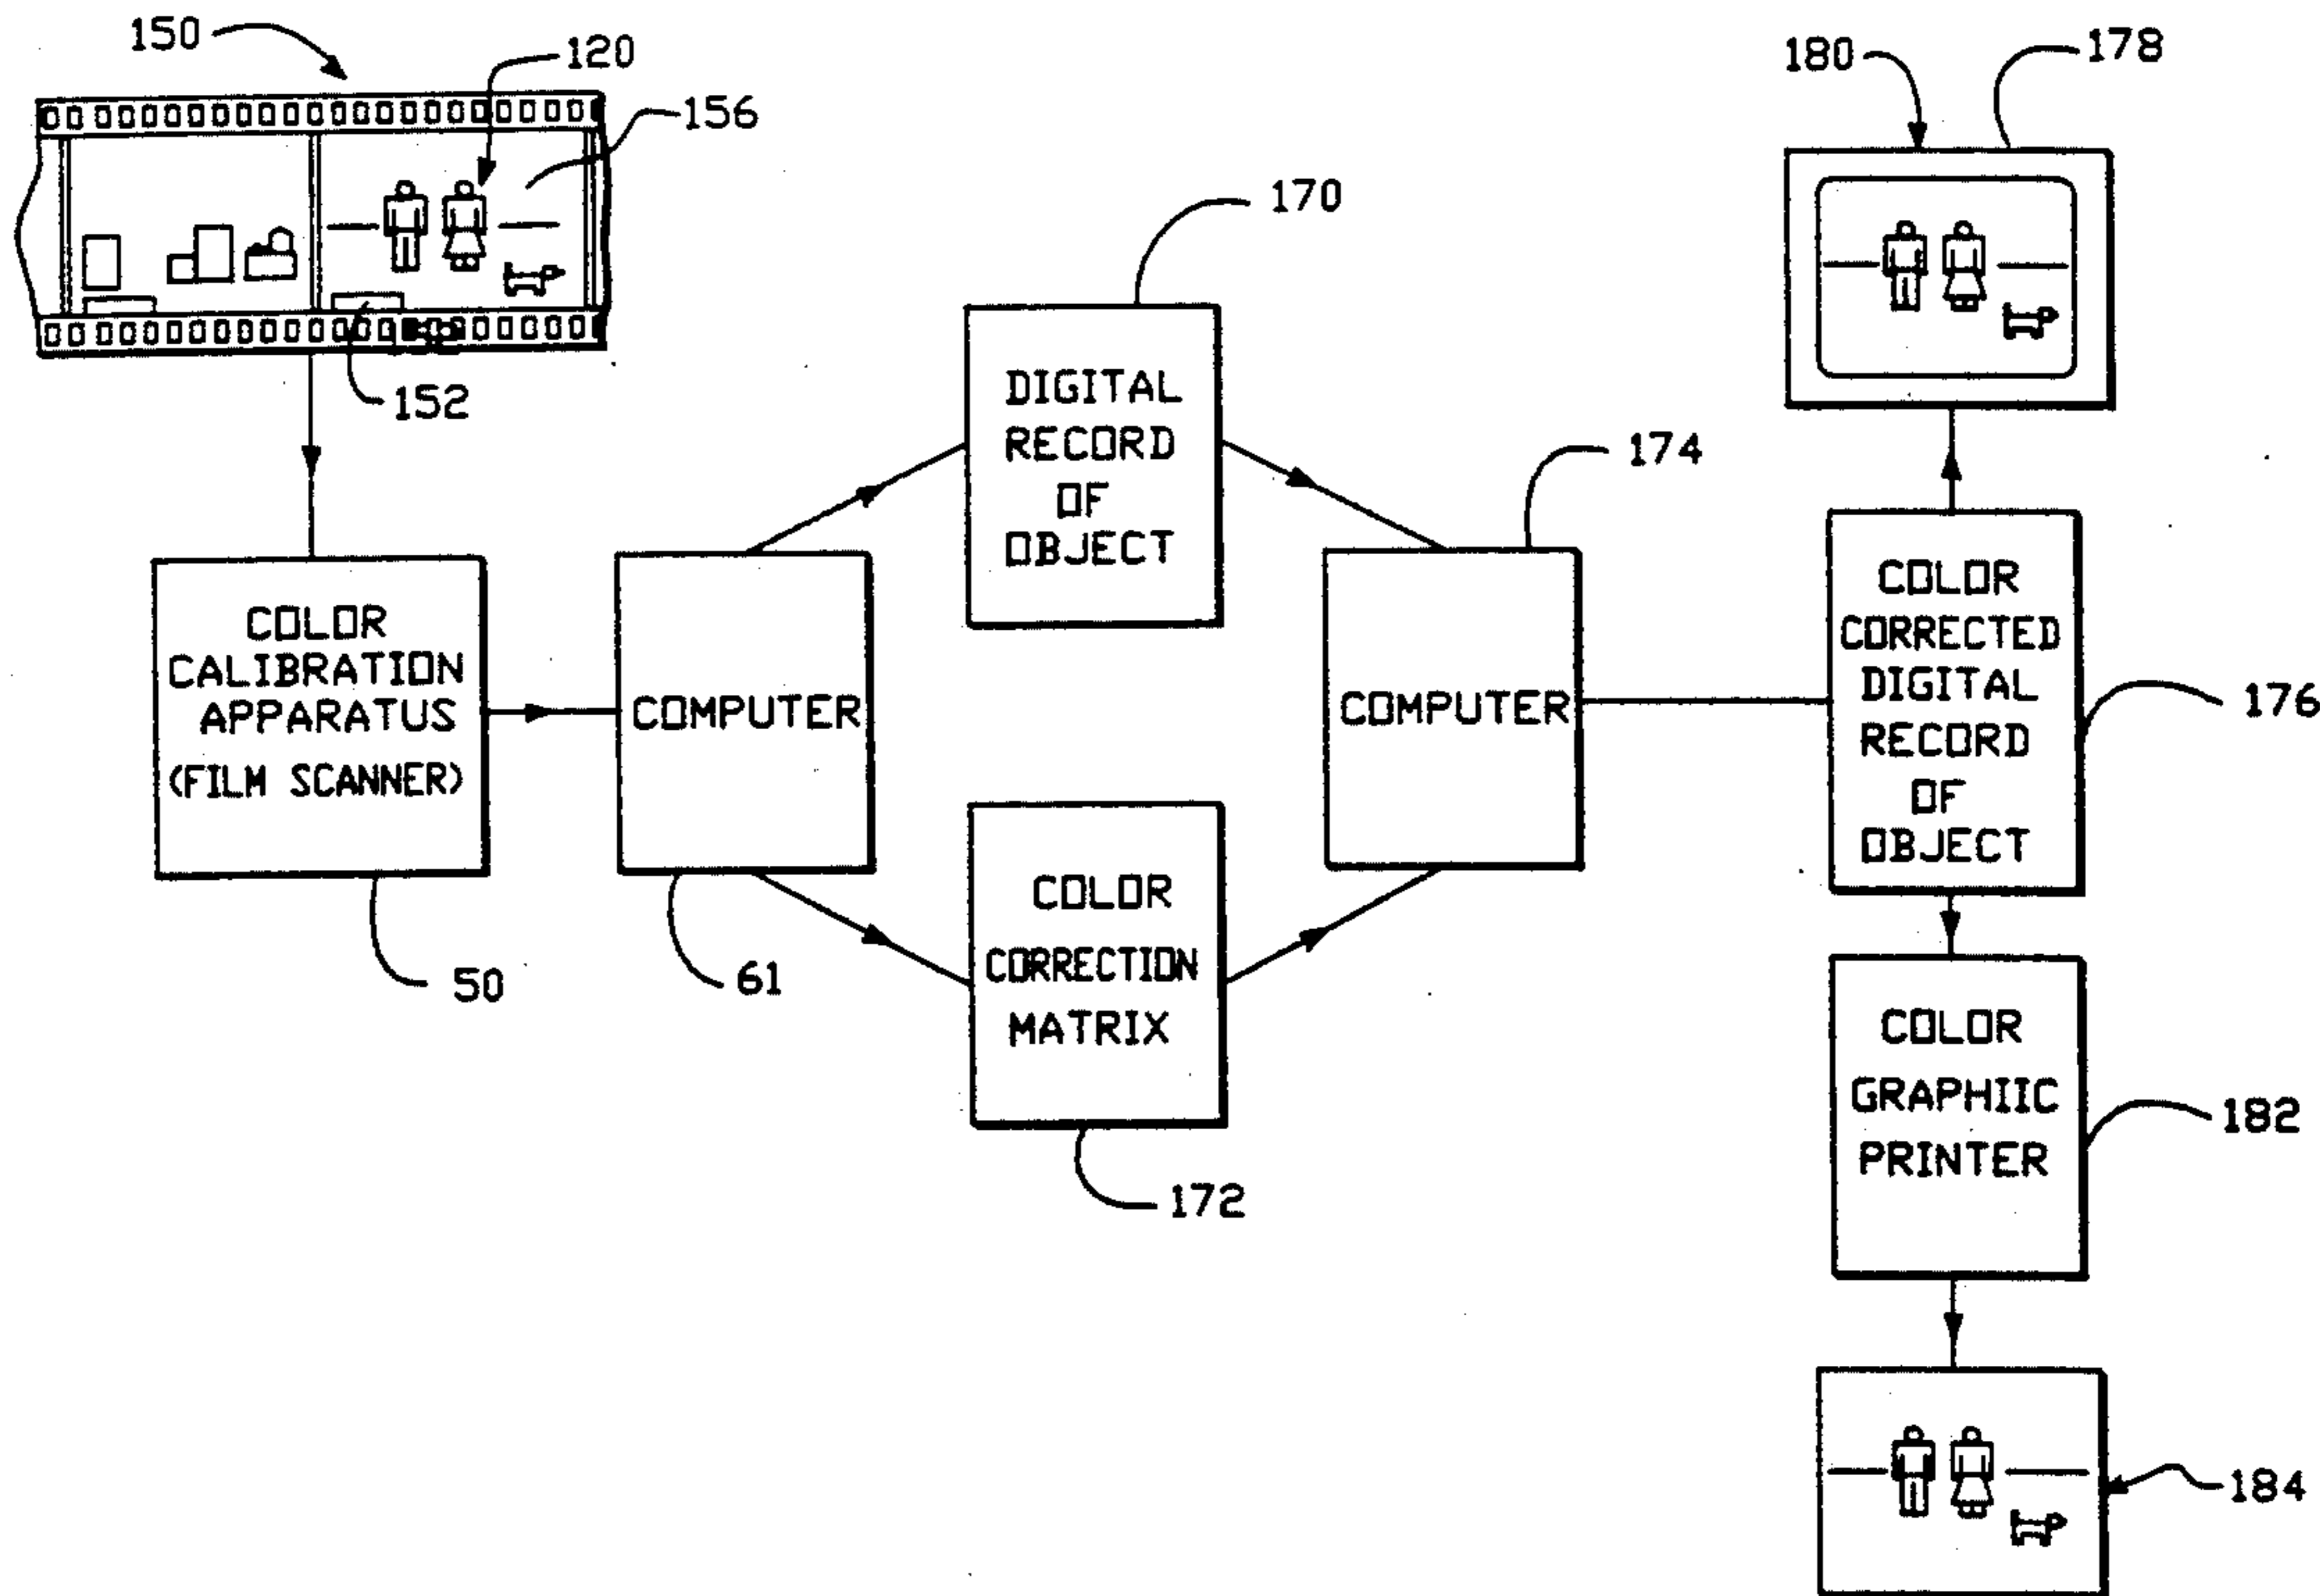 150
120
156
152
180
178
170
DIGITAL
RECORD
OF
OBJECT
174
COLOR
CALIBRATION
APPARATUS
(FILM SCANNER)
50
COMPUTER
61
COLOR
CORRECTION
MATRIX
172
COMPUTER
COLOR
CORRECTED
DIGITAL
RECORD
OF
OBJECT
176
COLOR
GRAPHIIC
PRINTER
182
184